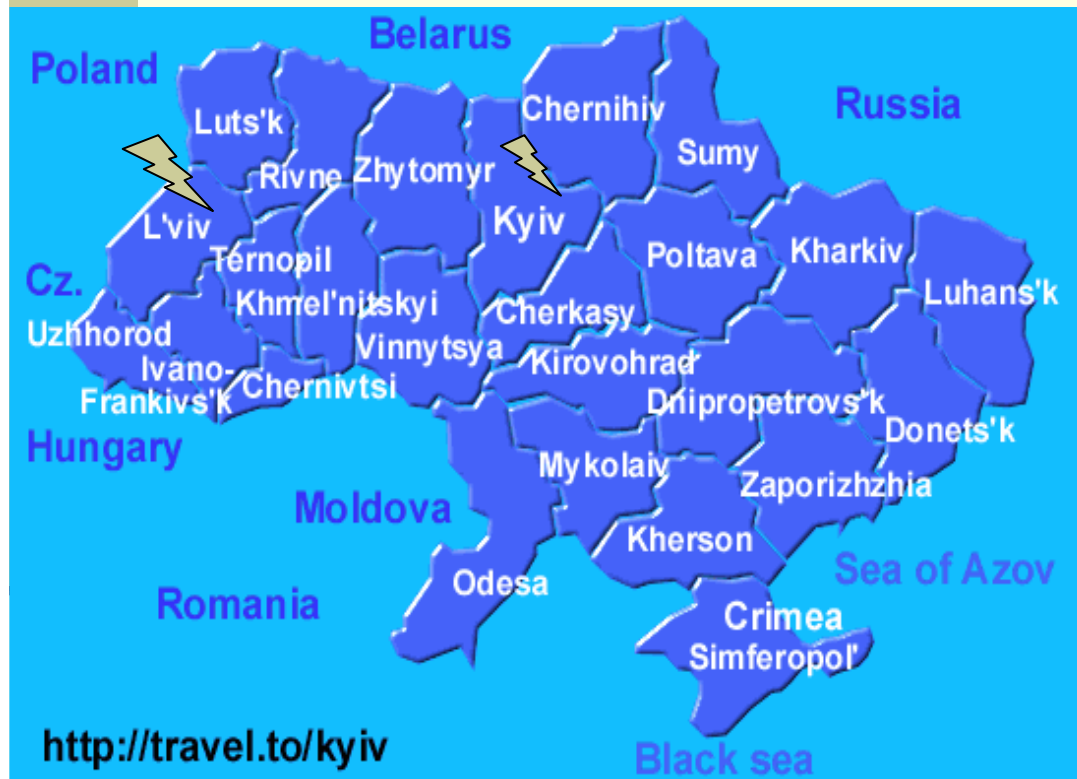 Belarus
Poland
Russia
Chernihiv
Luts'k
Sumy
Rivne
Zhytomyr
L'viv
Kyiv
Ternopil
Poltava
Kharkiv
Cz.
Luhans'k
Khmel'nitskyi
Cherkasy
Uzhhorod
Vinnytsya
Kirovohrad
Ivano-
Frankivs'k
Chernivtsi
Dnipropetrovs'k
Donets'k
Hungary
Mykolaiv
Zaporizhzhia
Moldova
Kherson
Sea of Azov
Odesa
Romania
Crimea
Simferopol'
http://travel.to/kyiv
Black sea